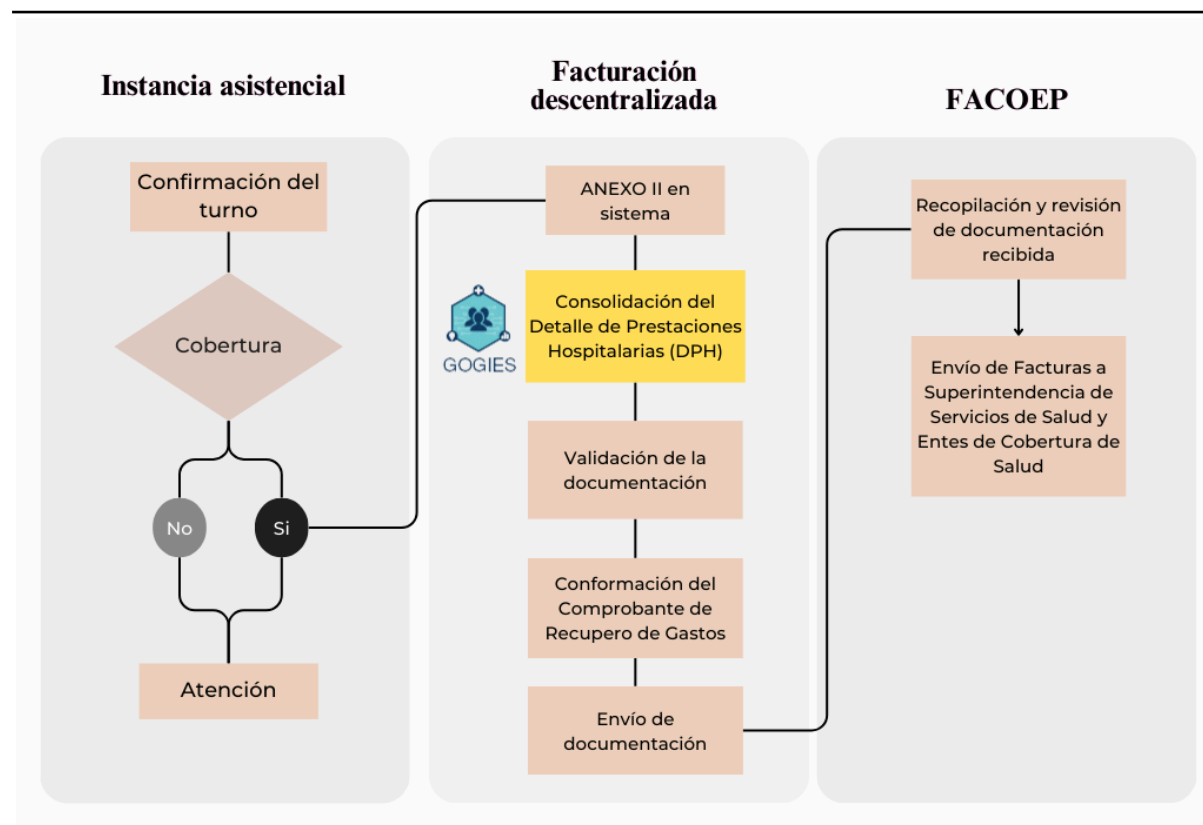 Instancia asistencial
Confirmación del
turno
Cobertura
No
Si
Atención
Facturación
descentralizada
ANEXO II en
sistema
GOGIES
Consolidación del
Detalle de Prestaciones
Hospitalarias (DPH)
Validación de la
documentación
Conformación del
Comprobante de
Recupero de Gastos
Envío de
documentación
FACOEP
Recopilación y revisión
de documentación
recibida
Envío de Facturas a
Superintendencia de
Servicios de Salud y
Entes de Cobertura de
Salud